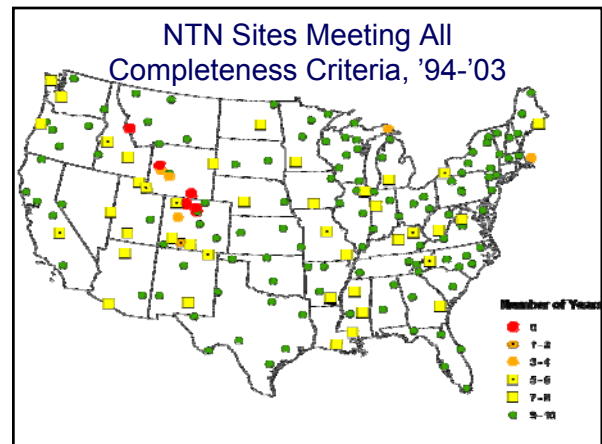 NTN Sites Meeting All
Completeness Criteria, ’94-’03
Number of Years
0
1-2
3-4
5-6
7-8
9-10